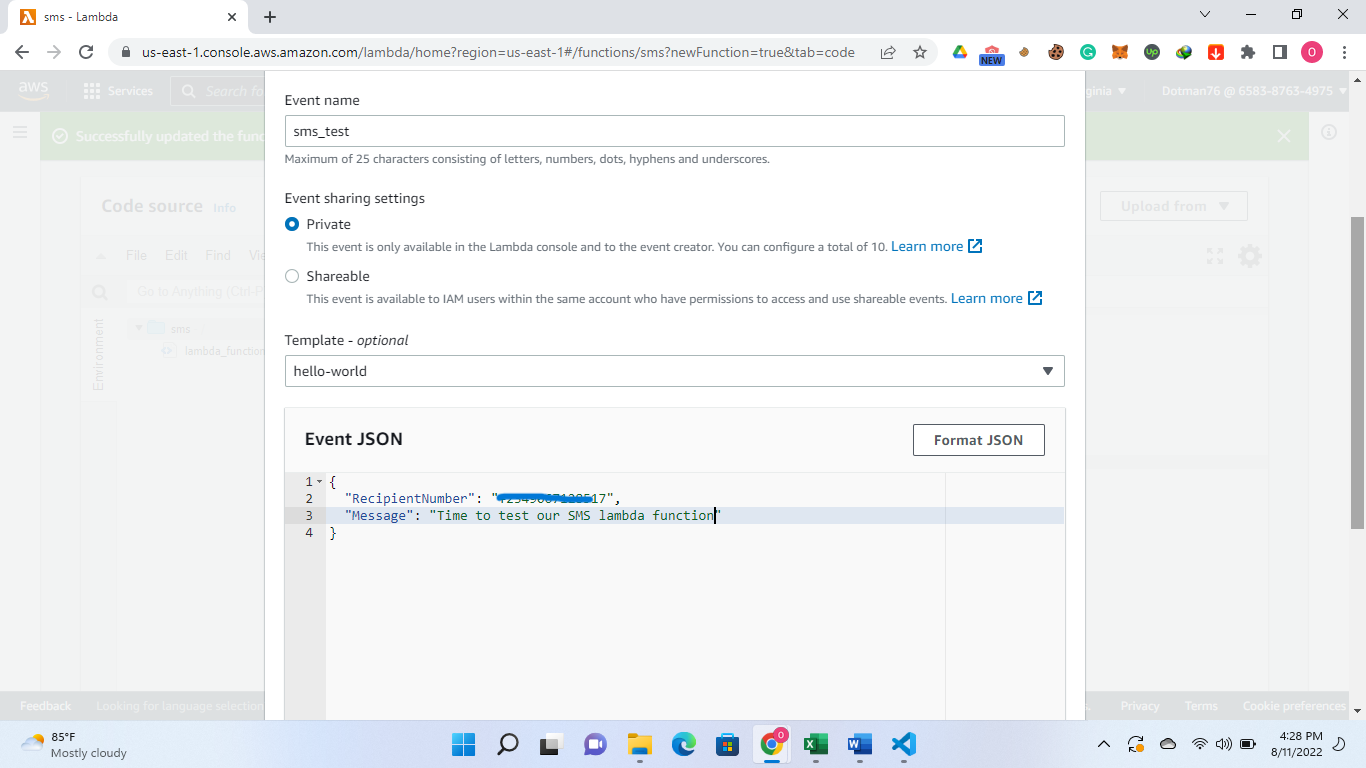 sms - Lambda
us-east-1.console.aws.amazon.com/lambda/home?region=us-east-1#/functions/sms?newFunction=true&tab=code
NEW
aws
Services
Search fo
ginia
Dotman76 @ 6583-8763-4975
Successfully updated the func
Event name
sms_test
Maximum of 25 characters consisting of letters, numbers, dots, hyphens and underscores.
Code source Info
Upload from
Event sharing settings
Private
This event is only available in the Lambda console and to the event creator. You can configure a total of 10. Learn more
File Edit Find Vie
Shareable
This event is available to IAM users within the same account who have permissions to access and use shareable events. Learn more
Go to Anything (Ctrl-P
Environment
sms
lambda_function
Template - optional
hello-world
Event JSON
Format JSON
1 {
2 "RecipientNumber": "17",
3 "Message": "Time to test our SMS lambda function"
4 }
Feedback
Looking for language selection
Privacy
Terms
Cookie preferences
85°F
Mostly cloudy
4:28 PM
8/11/2022